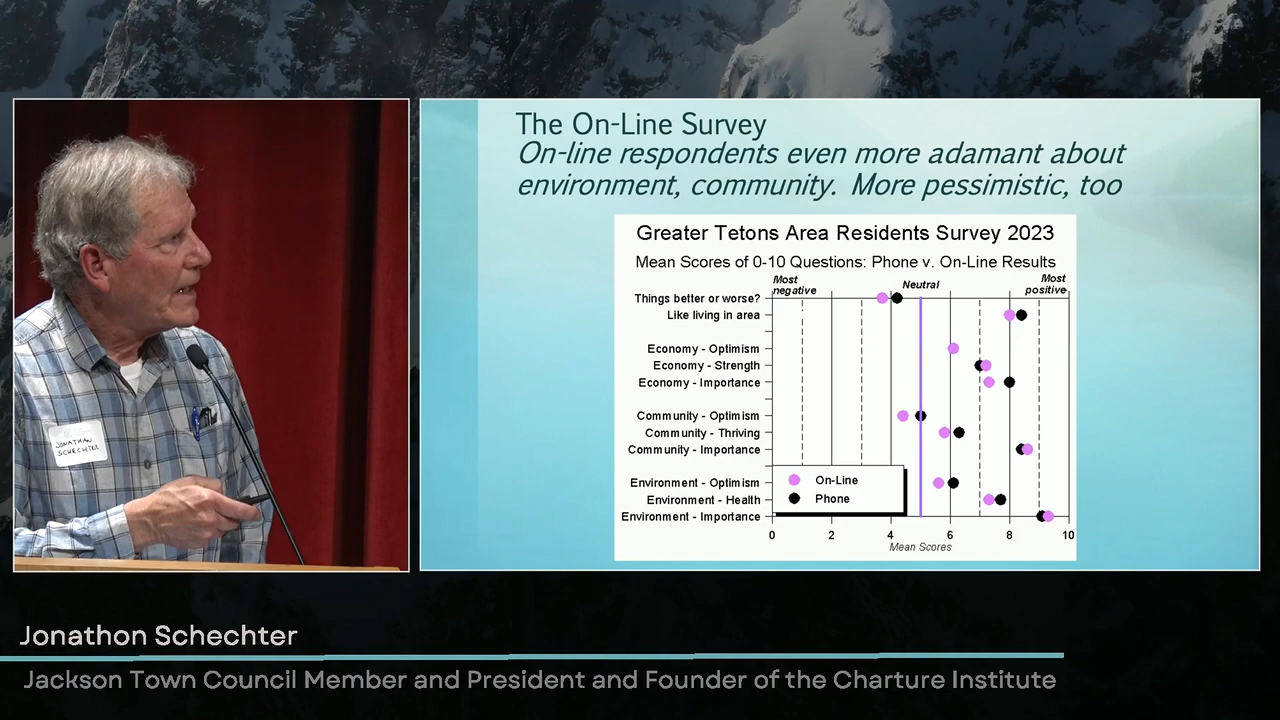 The On-Line Survey
On-line respondents even more adamant about
environment, community. More pessimistic, too
Greater Tetons Area Residents Survey 2023
Mean Scores of 0-10 Questions: Phone v. On-Line Results
Most
negative
Neutral
Most
positive
Things better or worse?
Like living in area
Economy - Optimism
Economy - Strength
Economy - Importance
Community - Optimism
Community - Thriving
Community - Importance
Environment - Optimism
Environment - Health
Environment - Importance
On-Line
Phone
0 2 4 6 8 10
Mean Scores
JONATHAN
SCHECHTER
Jonathon Schechter
Jackson Town Council Member and President and Founder of the Charture Institute